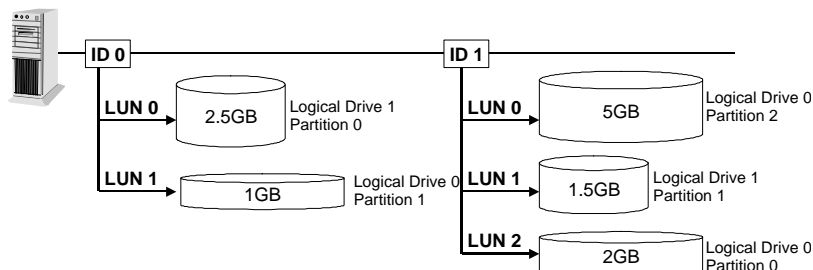 ID 0
LUN 0
2.5GB
Logical Drive 1
Partition 0
LUN 1
1GB
Logical Drive 0
Partition 1
ID 1
LUN 0
5GB
Logical Drive 0
Partition 2
LUN 1
1.5GB
Logical Drive 1
Partition 1
LUN 2
2GB
Logical Drive 0
Partition 0